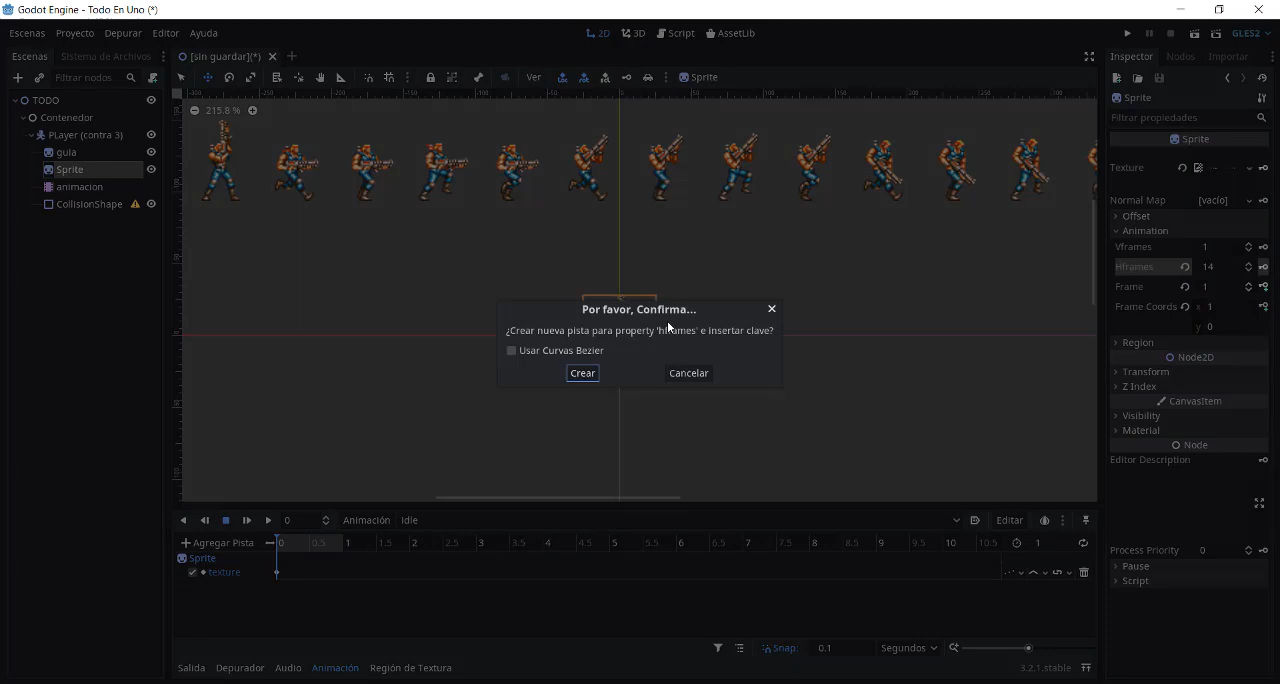 Godot Engine - Todo En Uno (*)
Escenas Proyecto Depurar Editor Ayuda
2D 3D Script AssetLib
GLES2
Escenas Sistema de Archivos
[sin guardar](*)
Inspector Nodos Importar
Filtrar nodos
Ver
Sprite
TODO
Contenedor
PLayer (contra 3)
guia
Sprite
animacion
CollisionShape
215.8 %
Sprite
Filtrar propiedades
Sprite
Texture
Normal Map [vacío]
Offset
Animation
Vframes 1
Hframes 14
Frame 1
Frame Coords x 1
y 0
Region
Node2D
Transform
Z Index
CanvasItem
Visibility
Material
Node
Editor Description
Process Priority 0
Pause
Script
Por favor, Confirma...
¿Crear nueva pista para property 'hframes' e insertar clave?
Usar Curvas Bezier
Crear Cancelar
0 Animación Idle Editar
Agregar Pista 0 0.5 1 1.5 2 2.5 3 3.5 4 4.5 5 5.5 6 6.5 7 7.5 8 8.5 9 9.5 10 10.5 1
Sprite
texture
Snap: 0.1 Segundos
Salida Depurador Audio Animación Región de Textura 3.2.1.stable